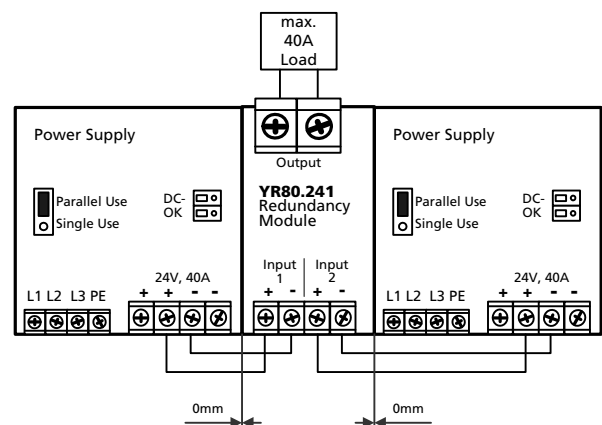 max.
40A
Load
Power Supply
Output
Power Supply
Parallel Use
Single Use
DC-
OK
YR80.241
Redundancy
Module
Parallel Use
Single Use
DC-
OK
Input
1
Input
2
24V, 40A
+ + - -
L1 L2 L3 PE
+ - + -
24V, 40A
+ + - -
L1 L2 L3 PE
0mm
0mm